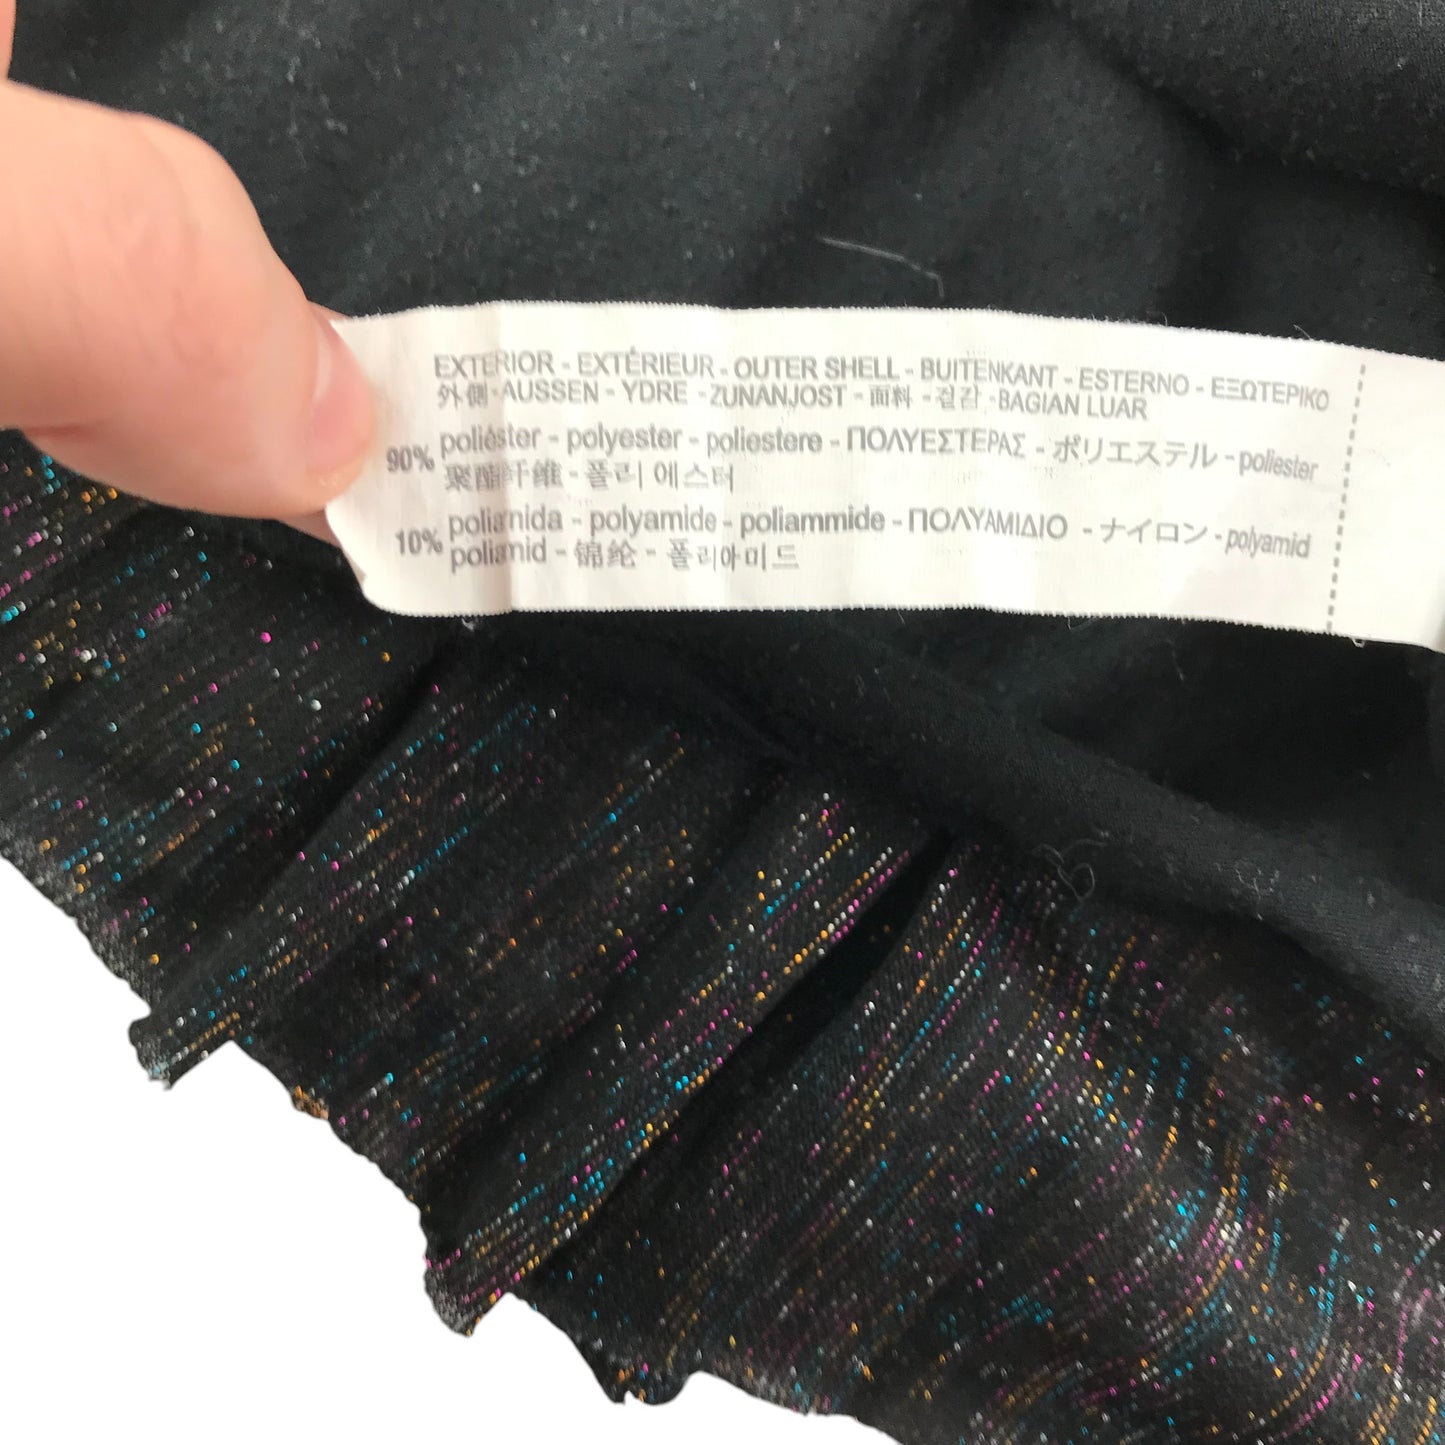 EXTERIOR - EXTÉRIEUR - OUTER SHELL - BUITENKANT - ESTERNO - ΕΞΩΤΕΡΙΚΟ
外側 - AUSSEN - YDRE - ZUNANJOST - 面料 - 겉감 - BAGIAN LUAR
90% poliéster - polyester - poliestere - ΠΟΛΥΕΣΤΕΡΑΣ - ポリエステル - poliester
聚酯纤维 - 폴리 에스터
10% poliamida - polyamide - poliammide - ΠΟΛΥΑΜΙΔΙΟ - ナイロン - polyamid
poliamid - 锦纶 - 폴리아미드